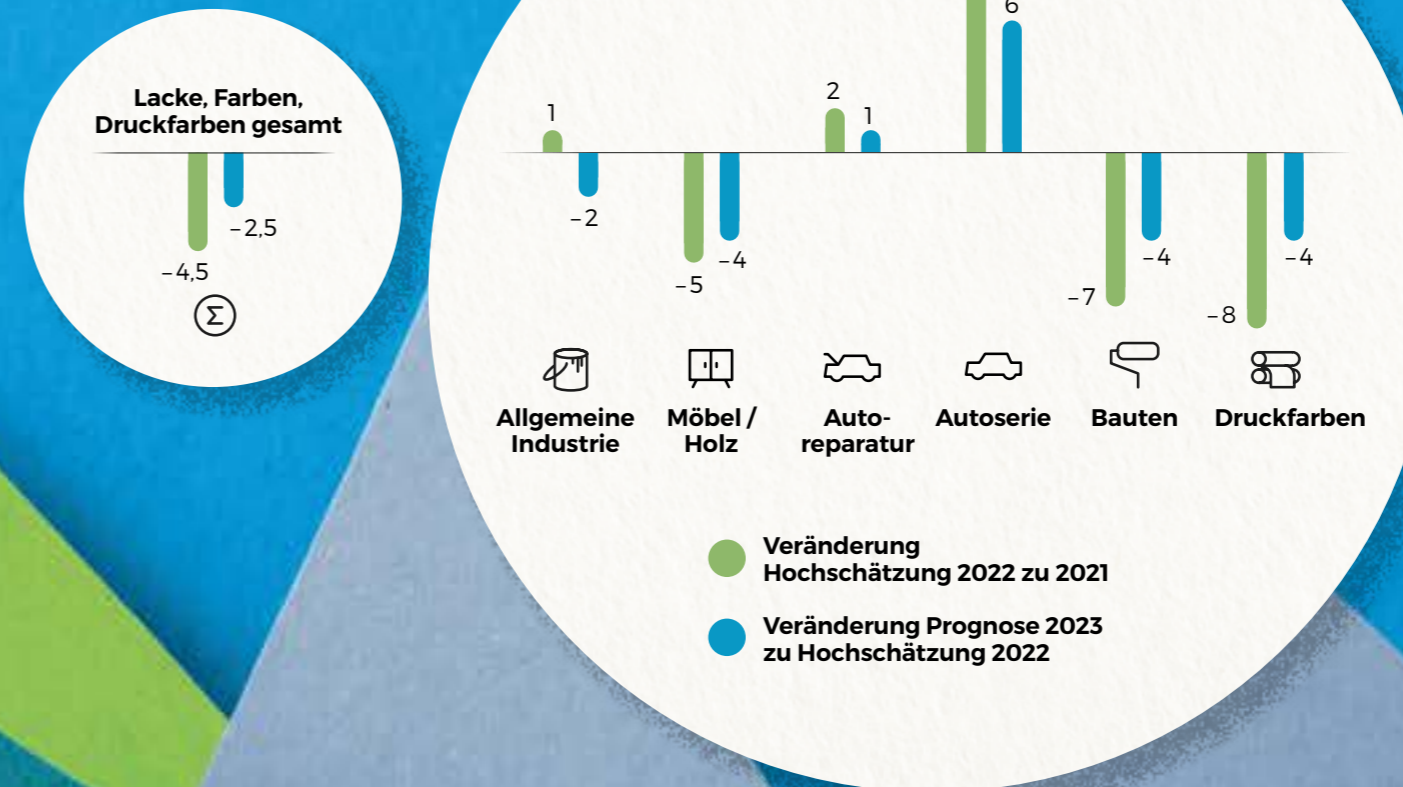 Lacke, Farben,
Druckfarben gesamt
–2,5
–4,5
Σ
6
1
2
1
–2
–5
–4
–7
–4
–8
–4
Allgemeine
Industrie
Möbel /
Holz
Auto-
reparatur
Autoserie
Bauten
Druckfarben
Veränderung
Hochschätzung 2022 zu 2021
Veränderung Prognose 2023
zu Hochschätzung 2022